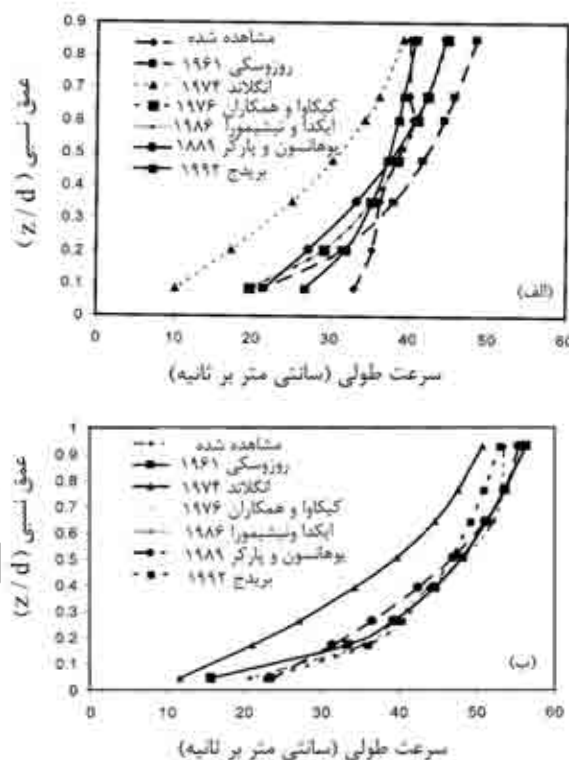 0.9
0.8
0.7
0.6
0.5
0.4
0.3
0.2
0.1
0
عمق نسبی (z/d)
مشاهده شده
روزوسکی ۱۹۶۱
انگلاند ۱۹۷۴
کیکاوا و همکاران ۱۹۷۶
ایکدا و نیشیمورا ۱۹۸۶
یوهانسون و پارکر ۱۸۸۹
بریدج ۱۹۹۲
(الف)
0 10 20 30 40 50 60
سرعت طولی (سانتی متر بر ثانیه)
1
0.9
0.8
0.7
0.6
0.5
0.4
0.3
0.2
0.1
0
عمق نسبی (z/d)
مشاهده شده
روزوسکی ۱۹۶۱
انگلاند ۱۹۷۴
کیکاوا و همکاران ۱۹۷۶
ایکدا ونیشیمورا ۱۹۸۶
یوهانسون و پارکر ۱۹۸۹
بریدج ۱۹۹۲
(ب)
0 10 20 30 40 50 60
سرعت طولی (سانتی متر بر ثانیه)